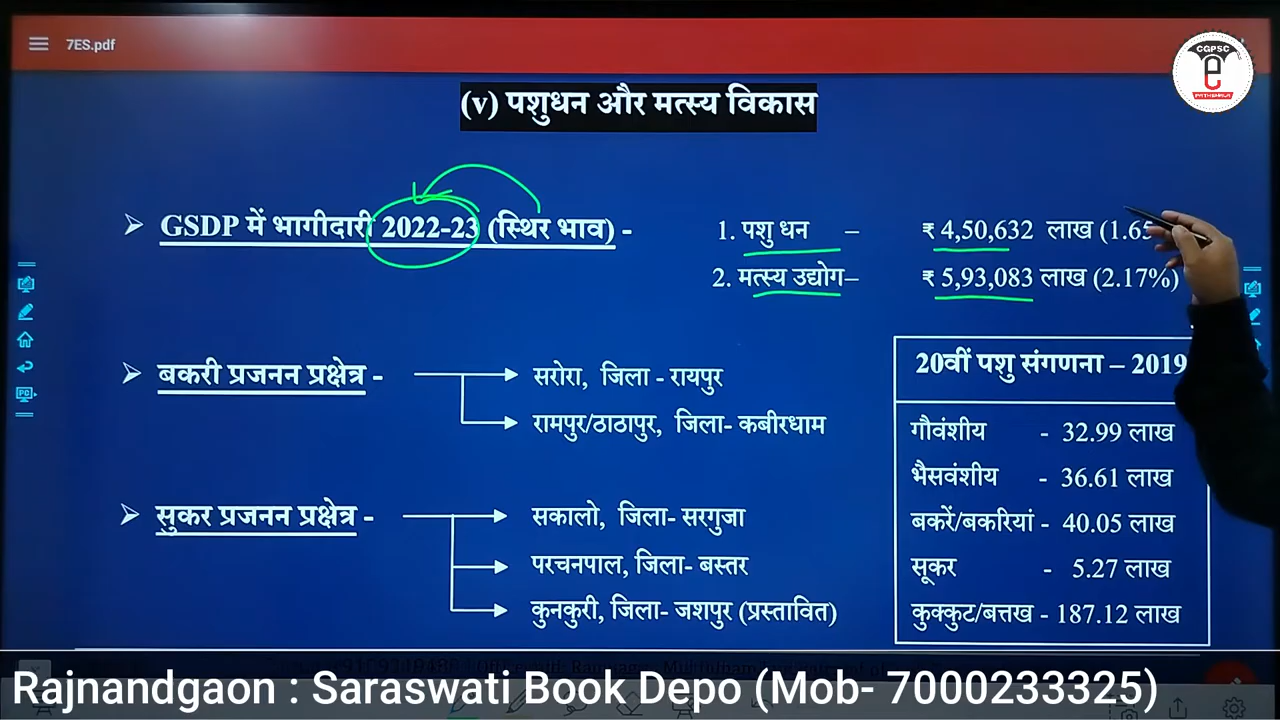 7ES.pdf
CGPSC
e
(v) पशुधन और मत्स्य विकास
GSDP में भागीदारी 2022-23 (स्थिर भाव) -
1. पशु धन – ₹ 4,50,632 लाख (1.65
2. मत्स्य उद्योग– ₹ 5,93,083 लाख (2.17%)
बकरी प्रजनन प्रक्षेत्र -
सरोरा, जिला - रायपुर
रामपुर/ठाठापुर, जिला- कबीरधाम
सुकर प्रजनन प्रक्षेत्र -
सकालो, जिला- सरगुजा
परचनपाल, जिला- बस्तर
कुनकुरी, जिला- जशपुर (प्रस्तावित)
20वीं पशु संगणना – 2019
गौवंशीय - 32.99 लाख
भैसवंशीय - 36.61 लाख
बकरें/बकरियां - 40.05 लाख
सूकर - 5.27 लाख
कुक्कुट/बत्तख - 187.12 लाख
Rajnandgaon : Saraswati Book Depo (Mob- 7000233325)